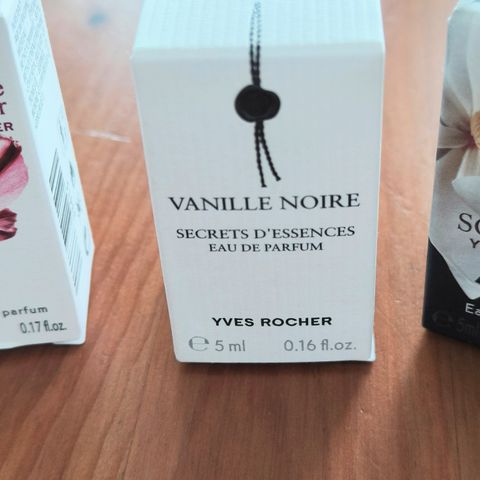 VANILLE NOIRE
SECRETS D'ESSENCES
EAU DE PARFUM
YVES ROCHER
℮ 5 ml 0.16 fl.oz.
parfum
0.17 fl.oz.
5ml